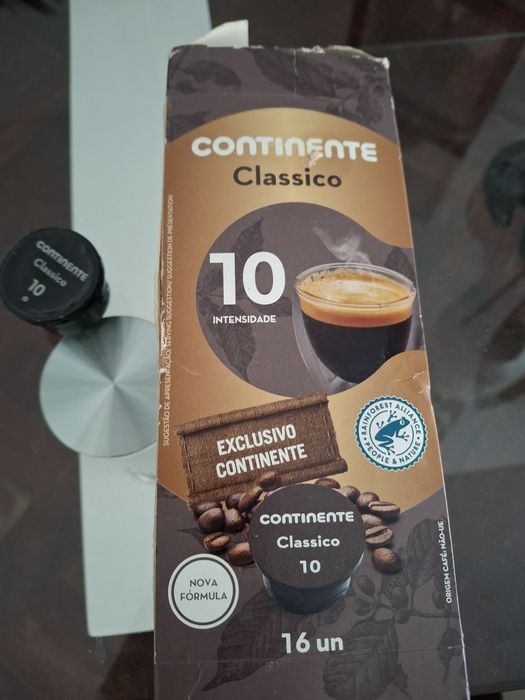 CONTINENTE
Classico
10
INTENSIDADE
SUGESTÃO DE APRESENTAÇÃO/ SERVING SUGGESTION/ SUGGESTION DE PRÉSENTATION
EXCLUSIVO
CONTINENTE
RAINFOREST ALLIANCE
PEOPLE & NATURE
CONTINENTE
Classico
10
NOVA
FÓRMULA
ORIGEM CAFÉ: NÃO-UE
16 un
CONTINENTE
Classico
10